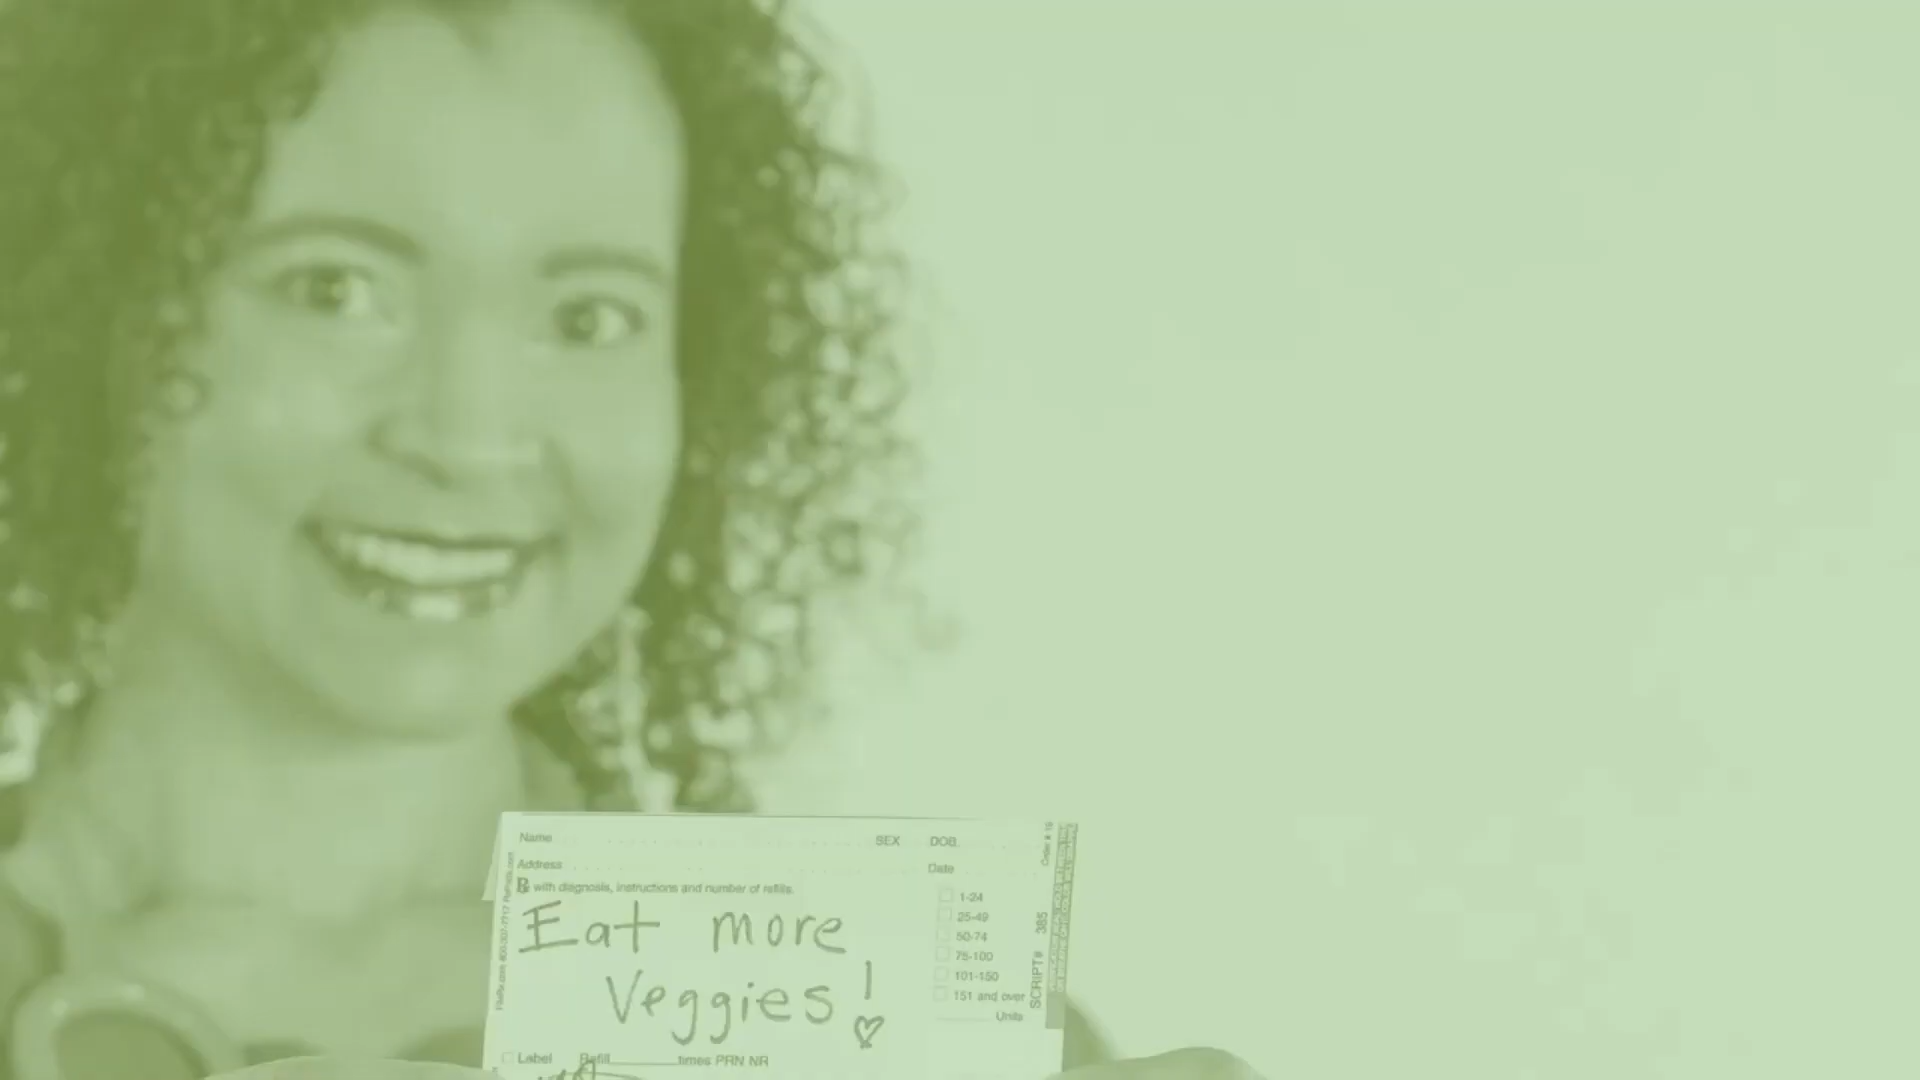 Name SEX DOB
Address Date
℞ with diagnosis, instructions and number of refills.
Eat more
Veggies!
1-24
25-49
50-74
75-100
101-150
151 and over
Units
Label Refill times PRN NR
SCRIPT# 385